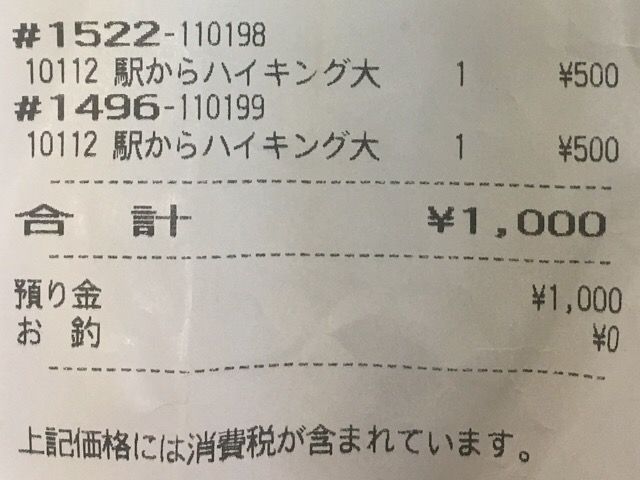 #1522-110198
10112 駅からハイキング大 1 ¥500
#1496-110199
10112 駅からハイキング大 1 ¥500
合 計 ¥1,000
預り金 ¥1,000
お 釣 ¥0
上記価格には消費税が含まれています。